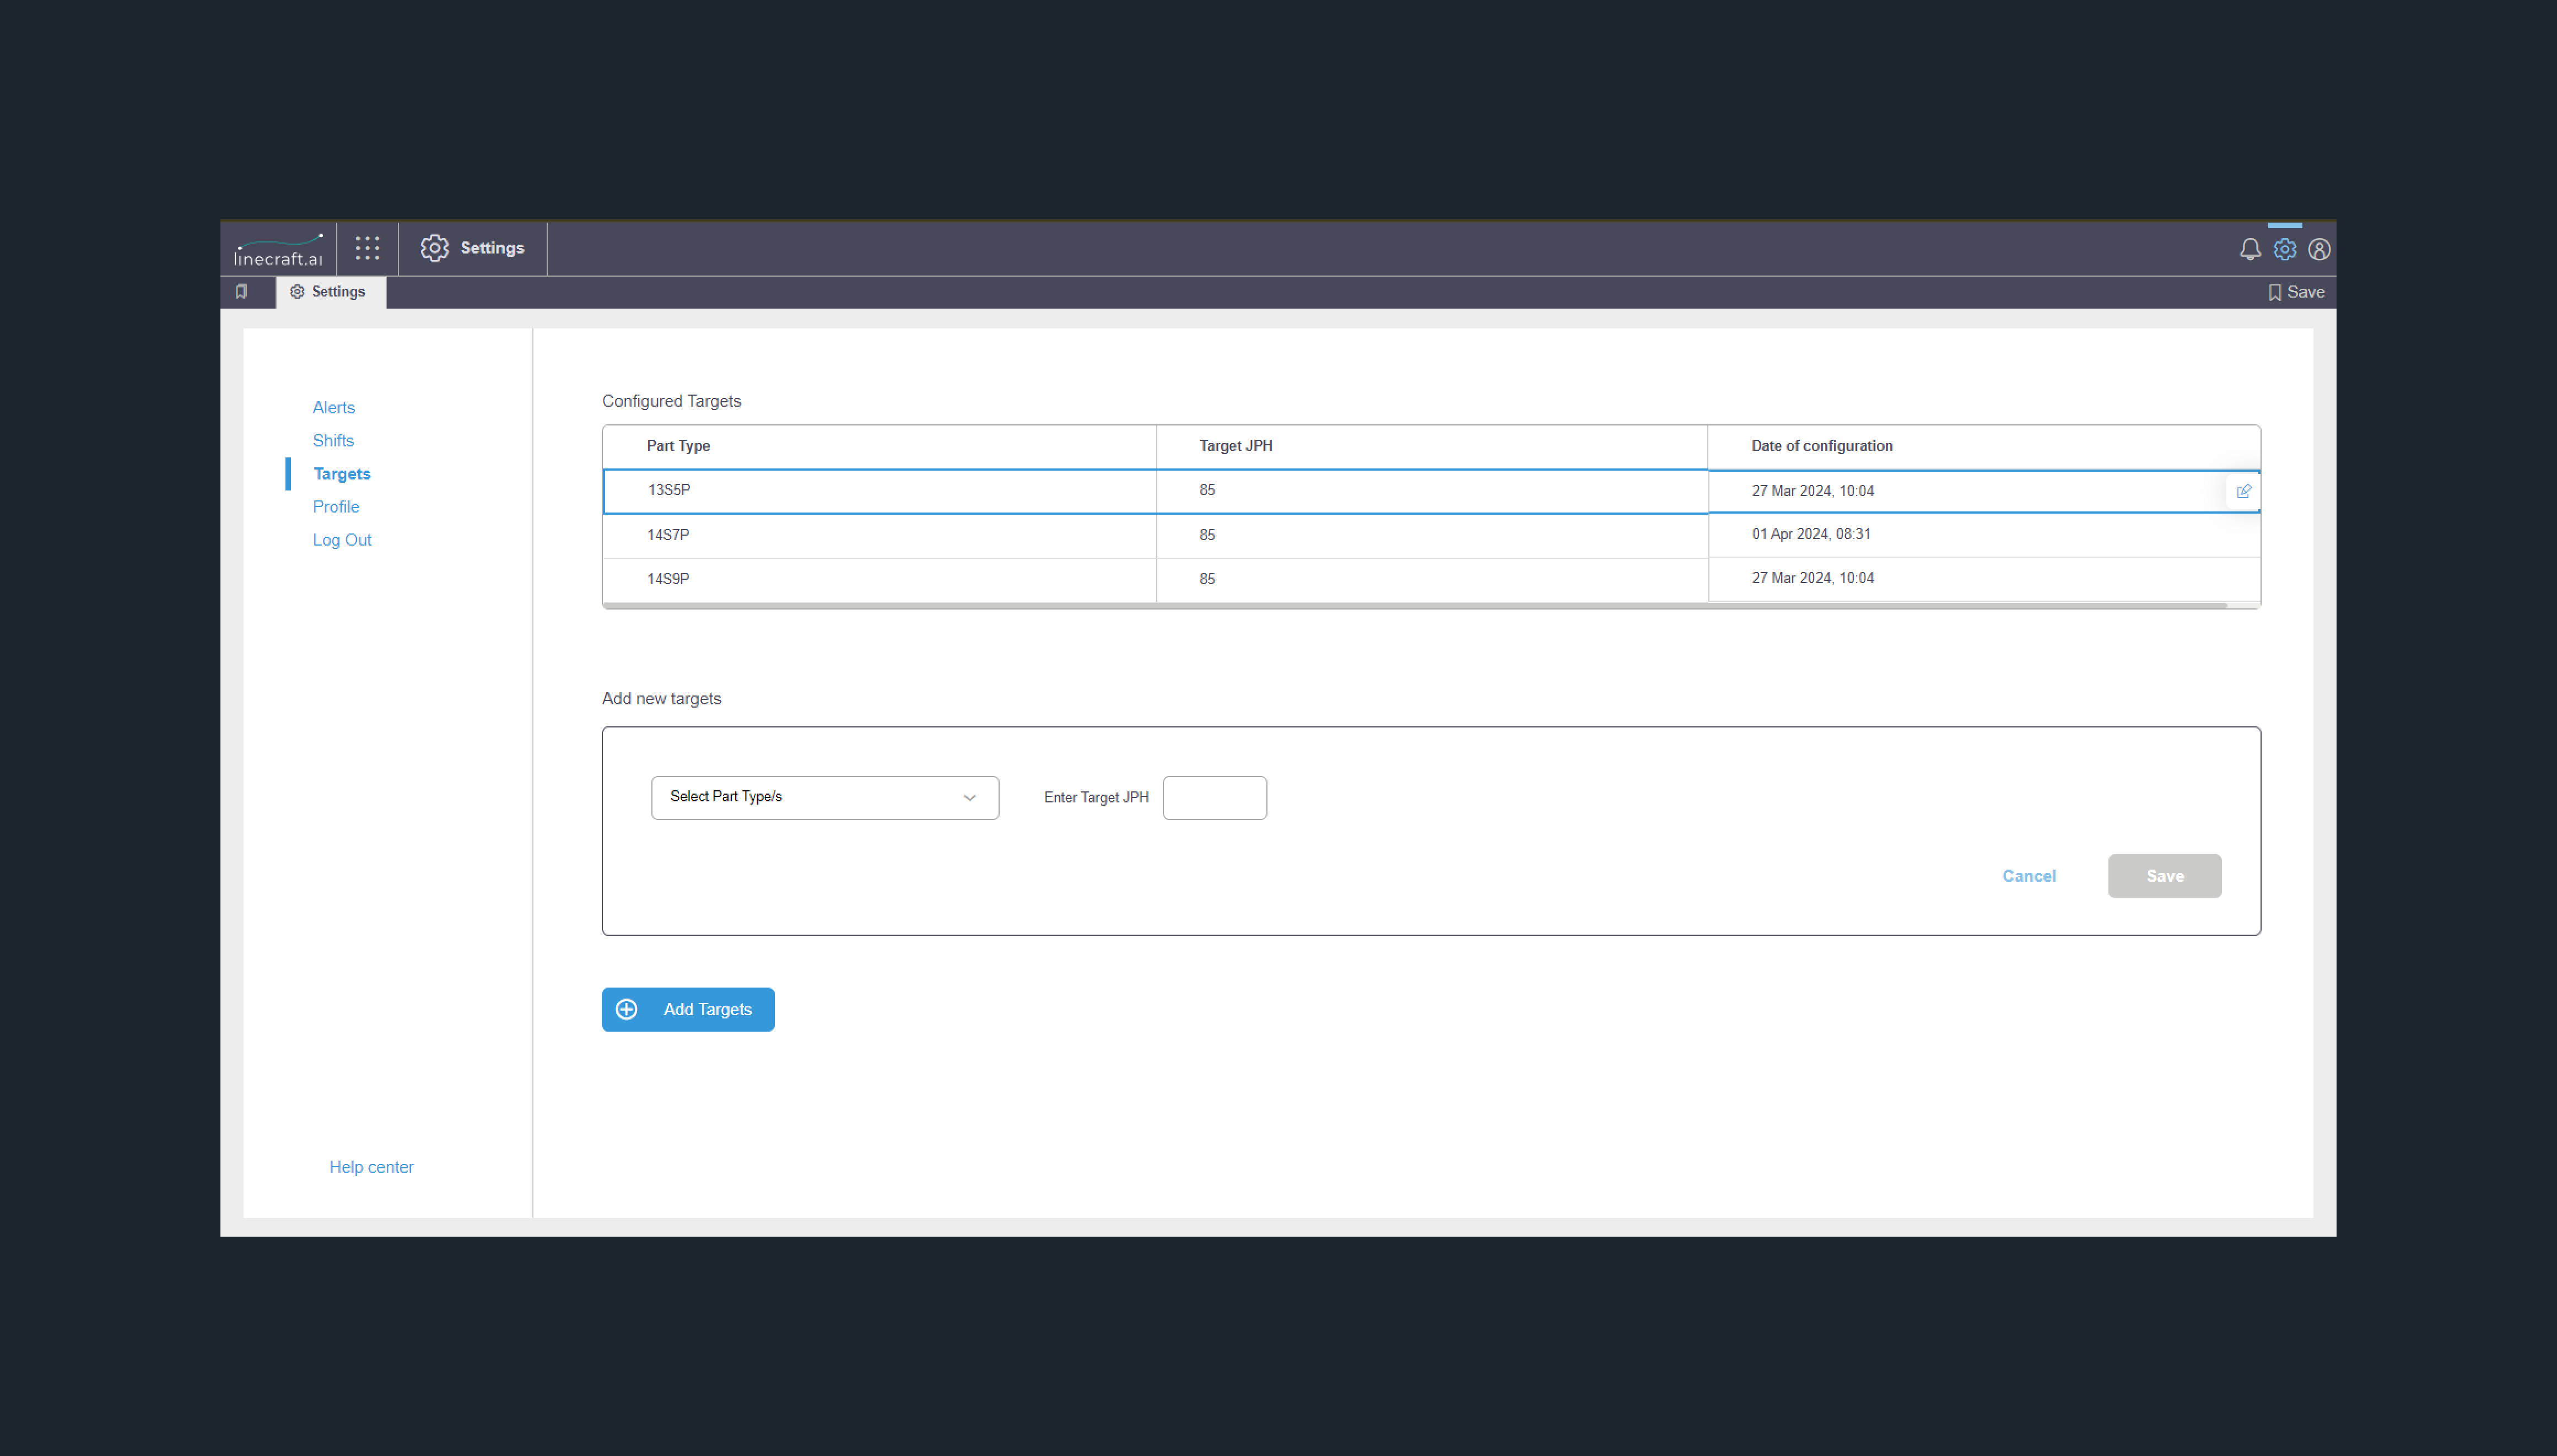 linecraft.ai
Settings
Settings
Save
Alerts
Shifts
Targets
Profile
Log Out
Help center
Configured Targets
Part Type Target JPH Date of configuration
13S5P 85 27 Mar 2024, 10:04
14S7P 85 01 Apr 2024, 08:31
14S9P 85 27 Mar 2024, 10:04
Add new targets
Select Part Type/s Enter Target JPH
Cancel Save
Add Targets